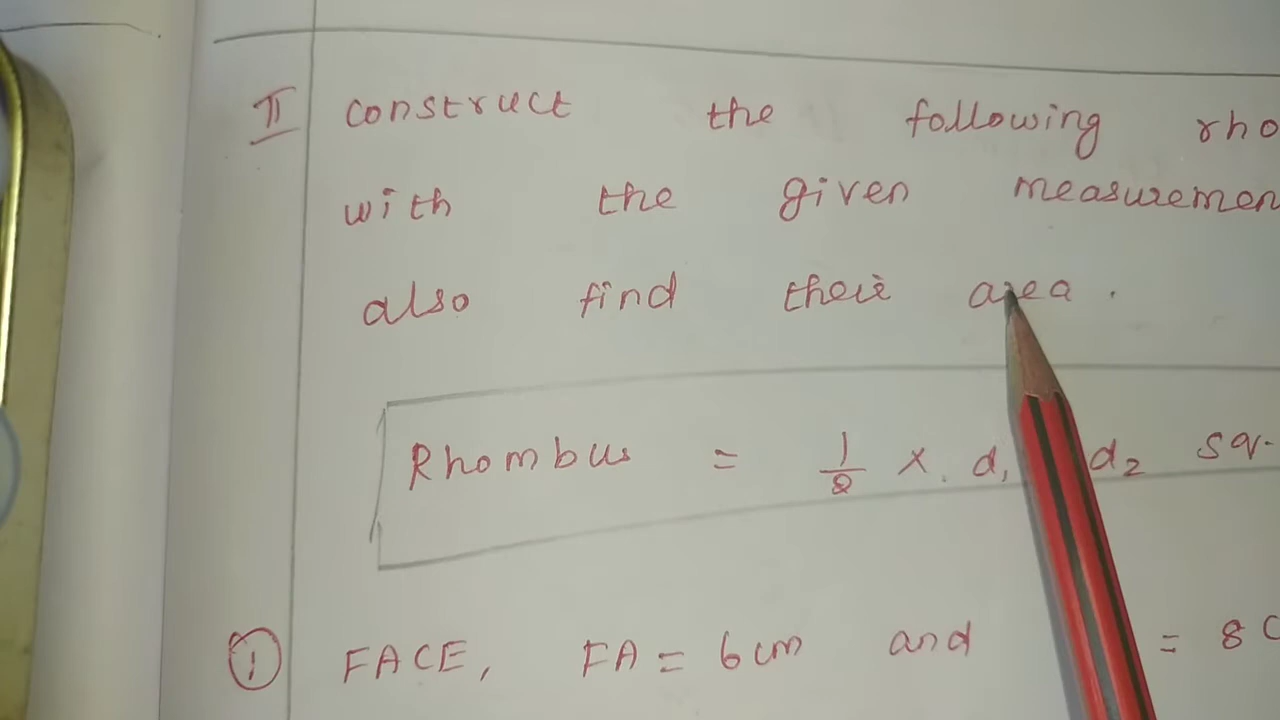 II construct the following rho
with the given measuremen
also find their area.
Rhombus = 1/2 x d1 d2 sq.
① FACE, FA = 6cm and = 8c